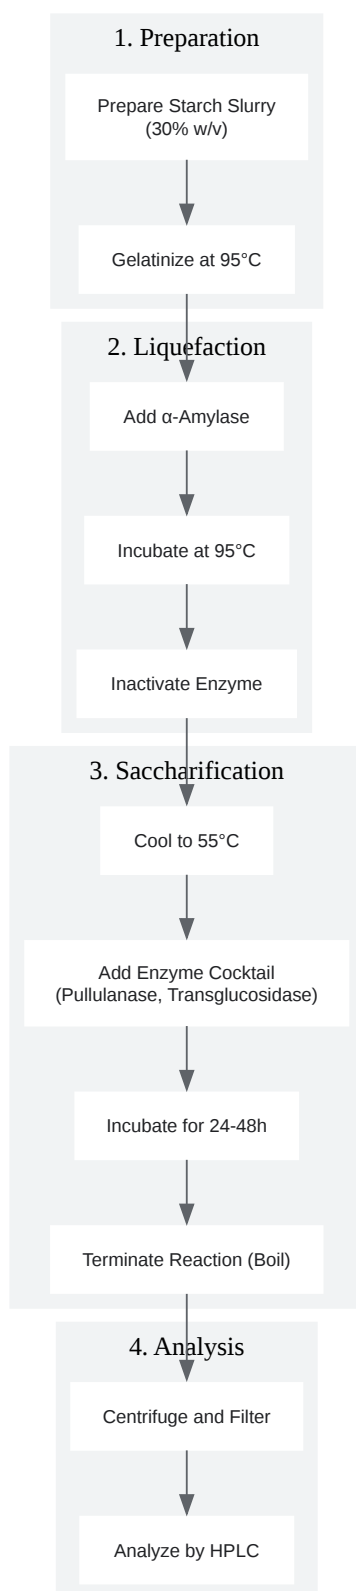 1. Preparation
Prepare Starch Slurry
(30% w/v)
Gelatinize at 95°C
2. Liquefaction
Add α-Amylase
Incubate at 95°C
Inactivate Enzyme
3. Saccharification
Cool to 55°C
Add Enzyme Cocktail
(Pullulanase, Transglucosidase)
Incubate for 24-48h
Terminate Reaction (Boil)
4. Analysis
Centrifuge and Filter
Analyze by HPLC